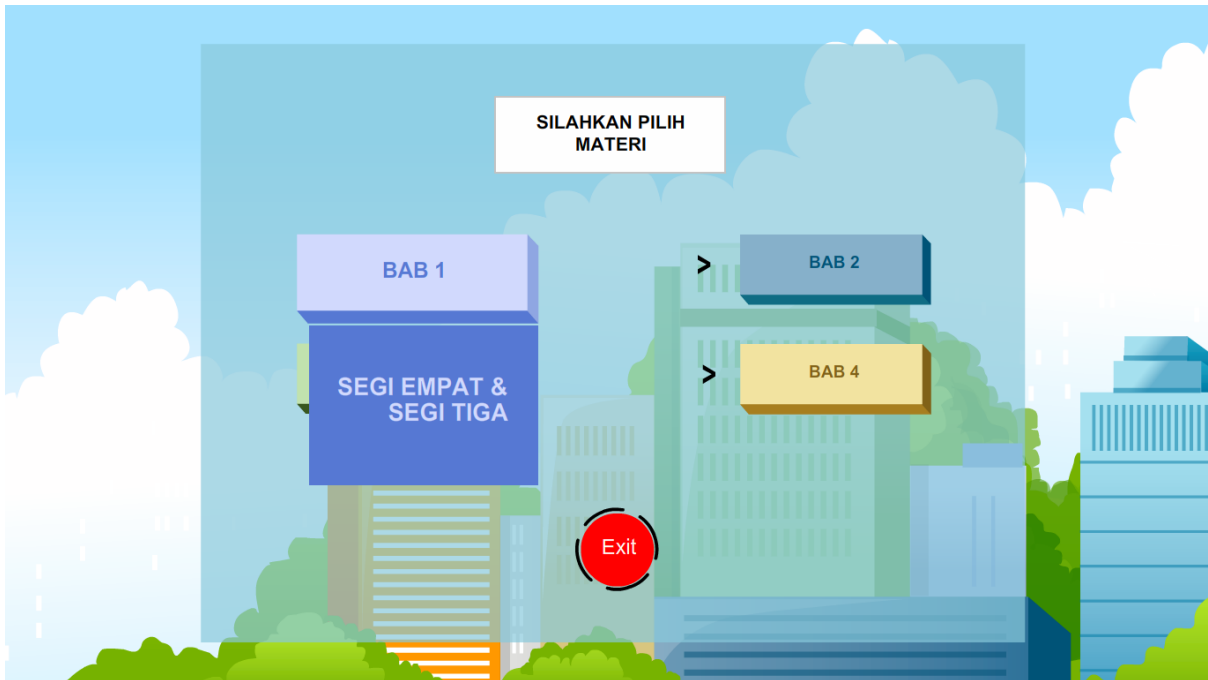 SILAHKAN PILIH
MATERI
BAB 1
SEGI EMPAT &
SEGI TIGA
> BAB 2
> BAB 4
Exit